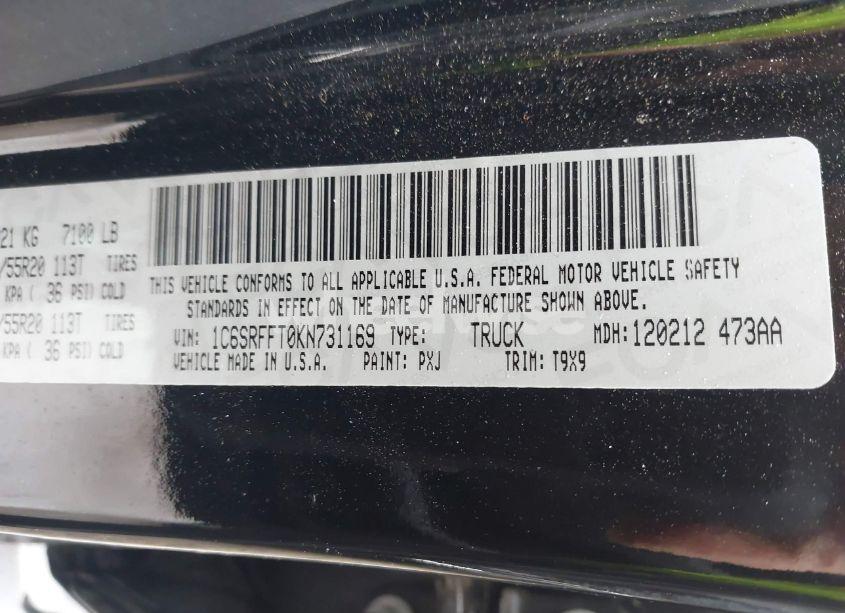 21 KG 7100 LB
/55R20 113T TIRES
KPA ( 36 PSI) COLD
/55R20 113T TIRES
KPA ( 36 PSI) COLD
THIS VEHICLE CONFORMS TO ALL APPLICABLE U.S.A. FEDERAL MOTOR VEHICLE SAFETY
STANDARDS IN EFFECT ON THE DATE OF MANUFACTURE SHOWN ABOVE.
VIN: 1C6SRFFT0KN731169 TYPE: TRUCK MDH:120212 473AA
VEHICLE MADE IN U.S.A. PAINT: PXJ TRIM: T9X9